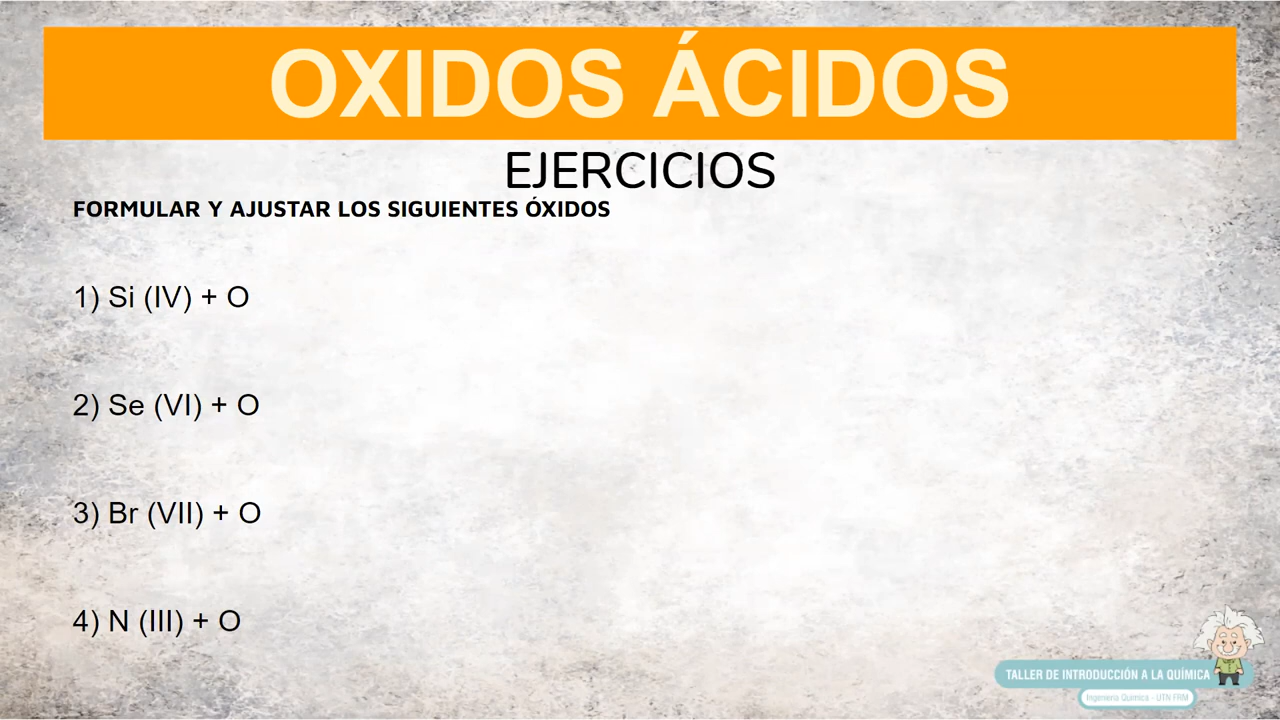 OXIDOS ÁCIDOS
EJERCICIOS
FORMULAR Y AJUSTAR LOS SIGUIENTES ÓXIDOS
1) Si (IV) + O
2) Se (VI) + O
3) Br (VII) + O
4) N (III) + O
TALLER DE INTRODUCCIÓN A LA QUÍMICA
Ingeniería Química - UTN FRM